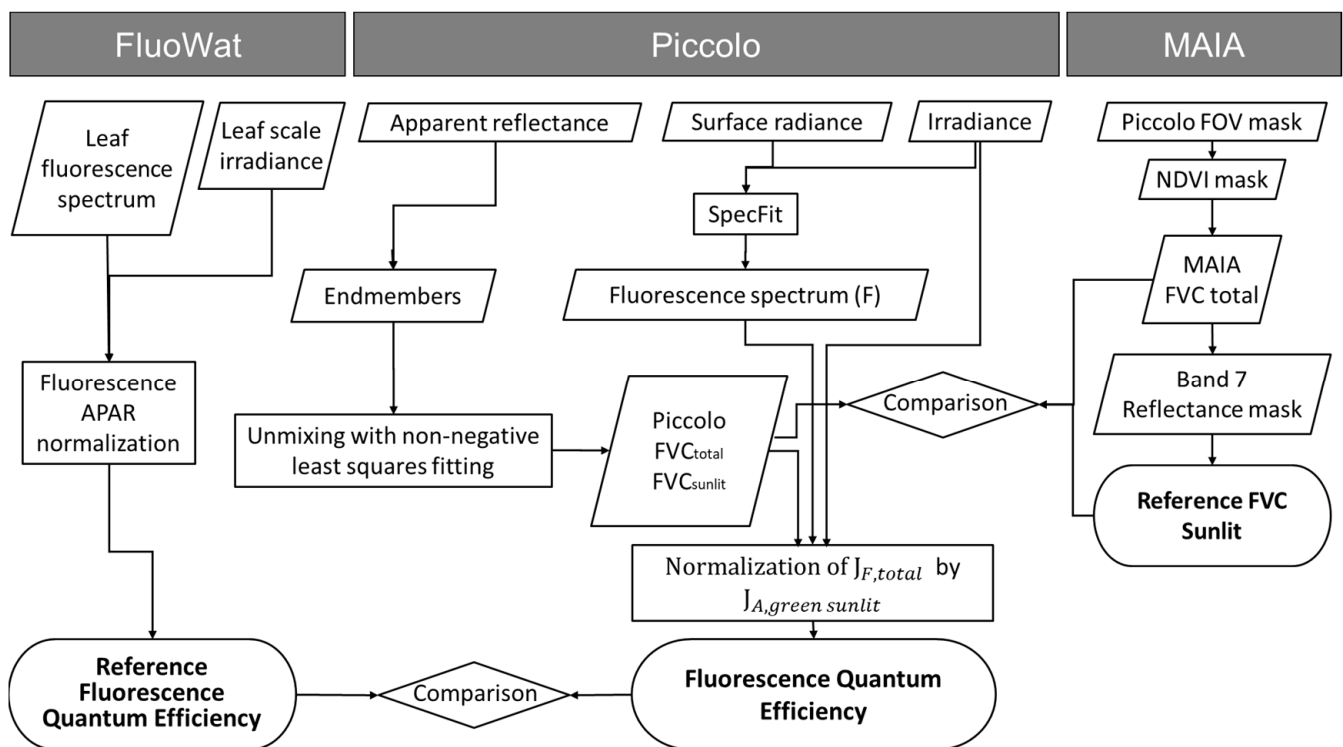 FluoWat
Piccolo
MAIA
Leaf
fluorescence
spectrum
Leaf scale
irradiance
Apparent reflectance
Surface radiance
Irradiance
Piccolo FOV mask
NDVI mask
SpecFit
MAIA
FVC total
Endmembers
Fluorescence spectrum (F)
Fluorescence
APAR
normalization
Unmixing with non-negative
least squares fitting
Piccolo
FVCtotal
FVCsunlit
Comparison
Band 7
Reflectance mask
Reference FVC
Sunlit
Normalization of J_{F,total} by
J_{A,green sunlit}
Reference
Fluorescence
Quantum Efficiency
Comparison
Fluorescence Quantum
Efficiency